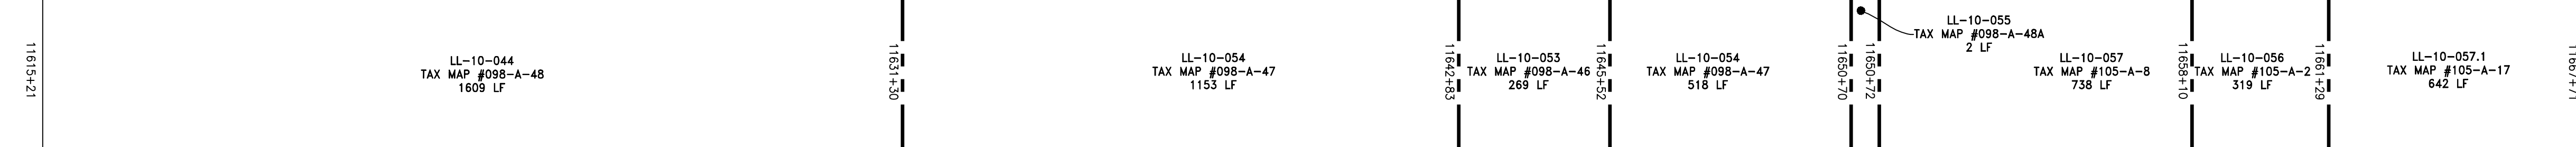 11615+21
LL-10-044
TAX MAP #098-A-48
1609 LF
11631+30
LL-10-054
TAX MAP #098-A-47
1153 LF
11642+83
LL-10-053
TAX MAP #098-A-46
269 LF
11645+52
LL-10-054
TAX MAP #098-A-47
518 LF
11650+70
11650+72
LL-10-055
TAX MAP #098-A-48A
2 LF
LL-10-057
TAX MAP #105-A-8
738 LF
11658+10
LL-10-056
TAX MAP #105-A-2
319 LF
11661+29
LL-10-057.1
TAX MAP #105-A-17
642 LF
11667+71